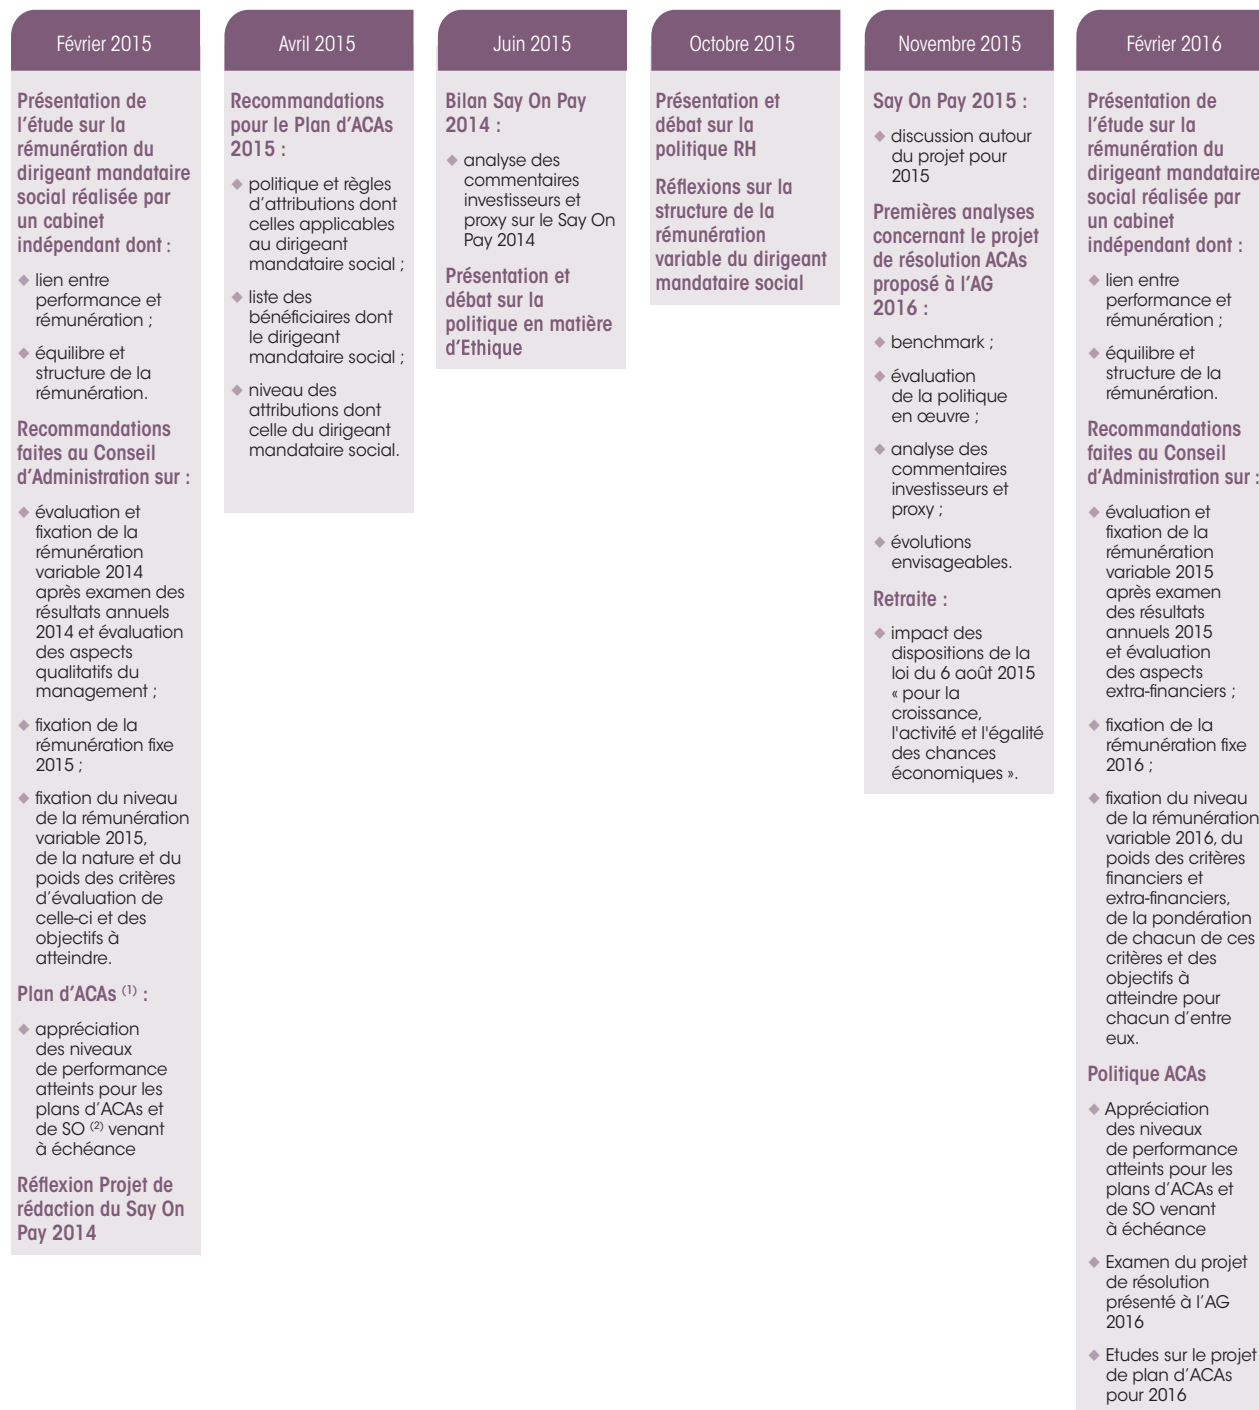 Février 2015
Présentation de
l’étude sur la
rémunération du
dirigeant mandataire
social réalisée par
un cabinet
indépendant dont :
◆ lien entre
performance et
rémunération ;
◆ équilibre et
structure de la
rémunération.
Recommandations
faites au Conseil
d’Administration sur :
◆ évaluation et
fixation de la
rémunération
variable 2014
après examen des
résultats annuels
2014 et évaluation
des aspects
qualitatifs du
management ;
◆ fixation de la
rémunération fixe
2015 ;
◆ fixation du niveau
de la rémunération
variable 2015,
de la nature et du
poids des critères
d’évaluation de
celle-ci et des
objectifs à
atteindre.
Plan d’ACAs (1) :
◆ appréciation
des niveaux
de performance
atteints pour les
plans d’ACAs et
de SO (2) venant
à échéance
Réflexion Projet de
rédaction du Say On
Pay 2014
Avril 2015
Recommandations
pour le Plan d’ACAs
2015 :
◆ politique et règles
d’attributions dont
celles applicables
au dirigeant
mandataire social ;
◆ liste des
bénéficiaires dont
le dirigeant
mandataire social ;
◆ niveau des
attributions dont
celle du dirigeant
mandataire social.
Juin 2015
Bilan Say On Pay
2014 :
◆ analyse des
commentaires
investisseurs et
proxy sur le Say On
Pay 2014
Présentation et
débat sur la
politique en matière
d’Ethique
Octobre 2015
Présentation et
débat sur la
politique RH
Réflexions sur la
structure de la
rémunération
variable du dirigeant
mandataire social
Novembre 2015
Say On Pay 2015 :
◆ discussion autour
du projet pour
2015
Premières analyses
concernant le projet
de résolution ACAs
proposé à l’AG
2016 :
◆ benchmark ;
◆ évaluation
de la politique
en œuvre ;
◆ analyse des
commentaires
investisseurs et
proxy ;
◆ évolutions
envisageables.
Retraite :
◆ impact des
dispositions de la
loi du 6 août 2015
« pour la
croissance,
l'activité et l'égalité
des chances
économiques ».
Février 2016
Présentation de
l’étude sur la
rémunération du
dirigeant mandataire
social réalisée par
un cabinet
indépendant dont :
◆ lien entre
performance et
rémunération ;
◆ équilibre et
structure de la
rémunération.
Recommandations
faites au Conseil
d’Administration sur :
◆ évaluation et
fixation de la
rémunération
variable 2015
après examen
des résultats
annuels 2015
et évaluation
des aspects
extra-financiers ;
◆ fixation de la
rémunération fixe
2016 ;
◆ fixation du niveau
de la rémunération
variable 2016, du
poids des critères
financiers et
extra-financiers,
de la pondération
de chacun de ces
critères et des
objectifs à
atteindre pour
chacun d’entre
eux.
Politique ACAs
◆ Appréciation
des niveaux
de performance
atteints pour les
plans d’ACAs et
de SO venant
à échéance
◆ Examen du projet
de résolution
présenté à l’AG
2016
◆ Etudes sur le projet
de plan d’ACAs
pour 2016